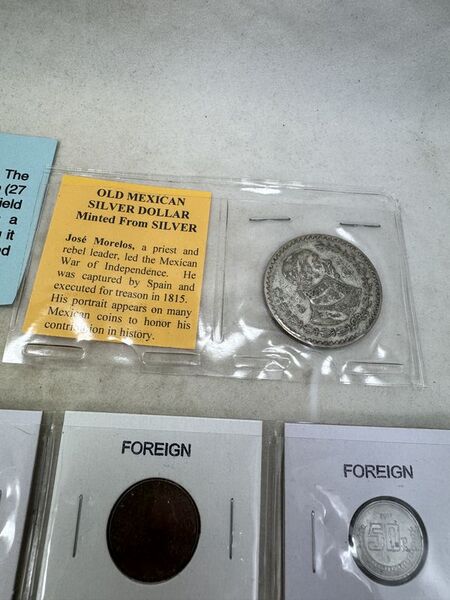 The
(27
ield
a
it
nd
OLD MEXICAN
SILVER DOLLAR
Minted From SILVER
José Morelos, a priest and
rebel leader, led the Mexican
War of Independence. He
was captured by Spain and
executed for treason in 1815.
His portrait appears on many
Mexican coins to honor his
contribution in history.
FOREIGN
FOREIGN
50